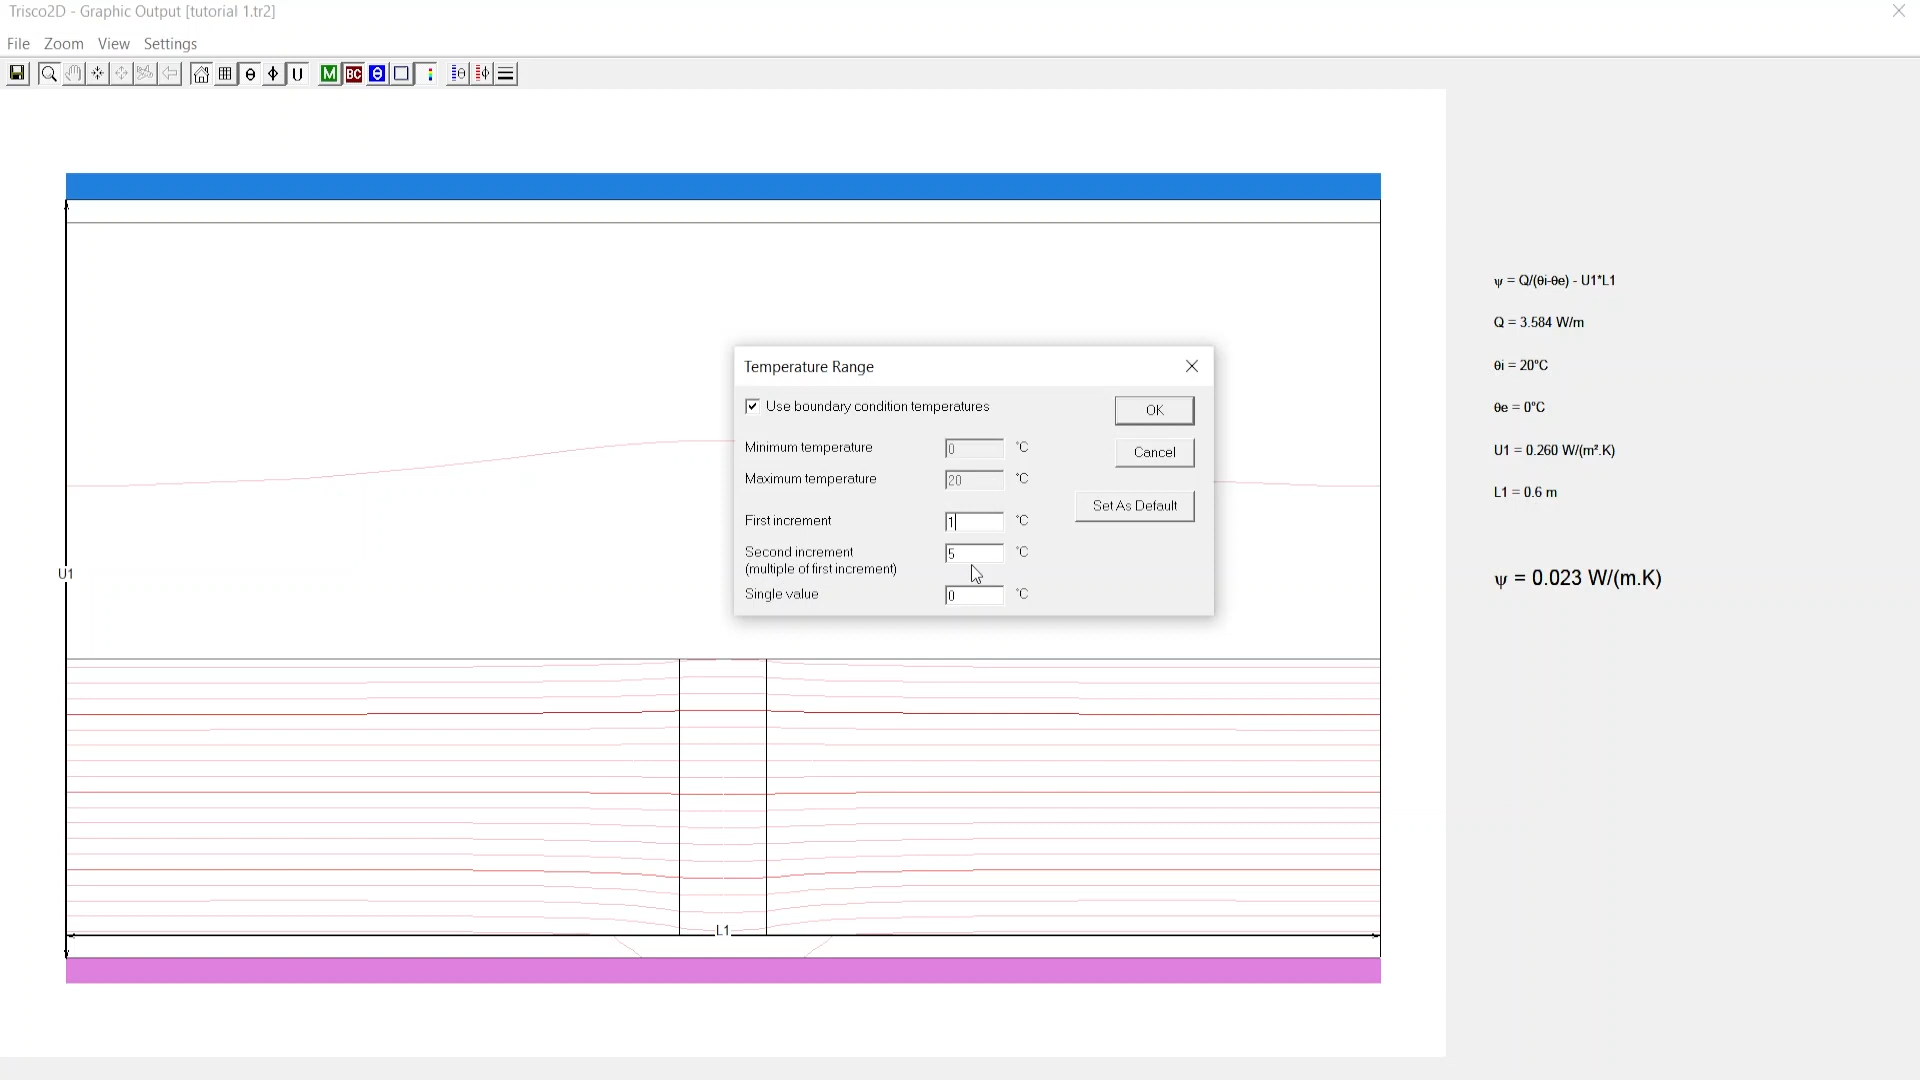 Trisco2D - Graphic Output [tutorial 1.tr2]
File Zoom View Settings
θ ϕ U M BC θ θ ϕ
ψ = Q/(θi-θe) - U1*L1
Q = 3.584 W/m
θi = 20°C
θe = 0°C
U1 = 0.260 W/(m².K)
L1 = 0.6 m
ψ = 0.023 W/(m.K)
Temperature Range
Use boundary condition temperatures
OK
Minimum temperature 0 °C
Cancel
Maximum temperature 20 °C
Set As Default
First increment 1 °C
Second increment 5 °C
(multiple of first increment)
Single value 0 °C
U1
L1